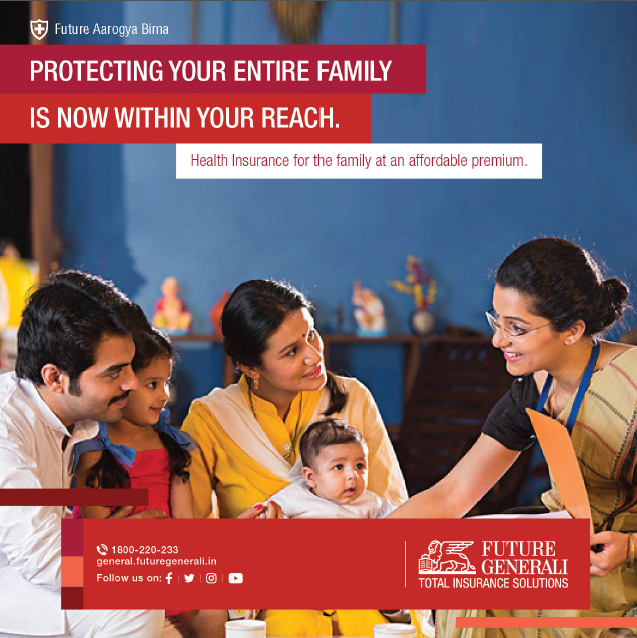 Future Aarogya Bima
PROTECTING YOUR ENTIRE FAMILY
IS NOW WITHIN YOUR REACH.
Health Insurance for the family at an affordable premium.
1800-220-233
general.futuregenerali.in
Follow us on:
FUTURE
GENERALI
TOTAL INSURANCE SOLUTIONS